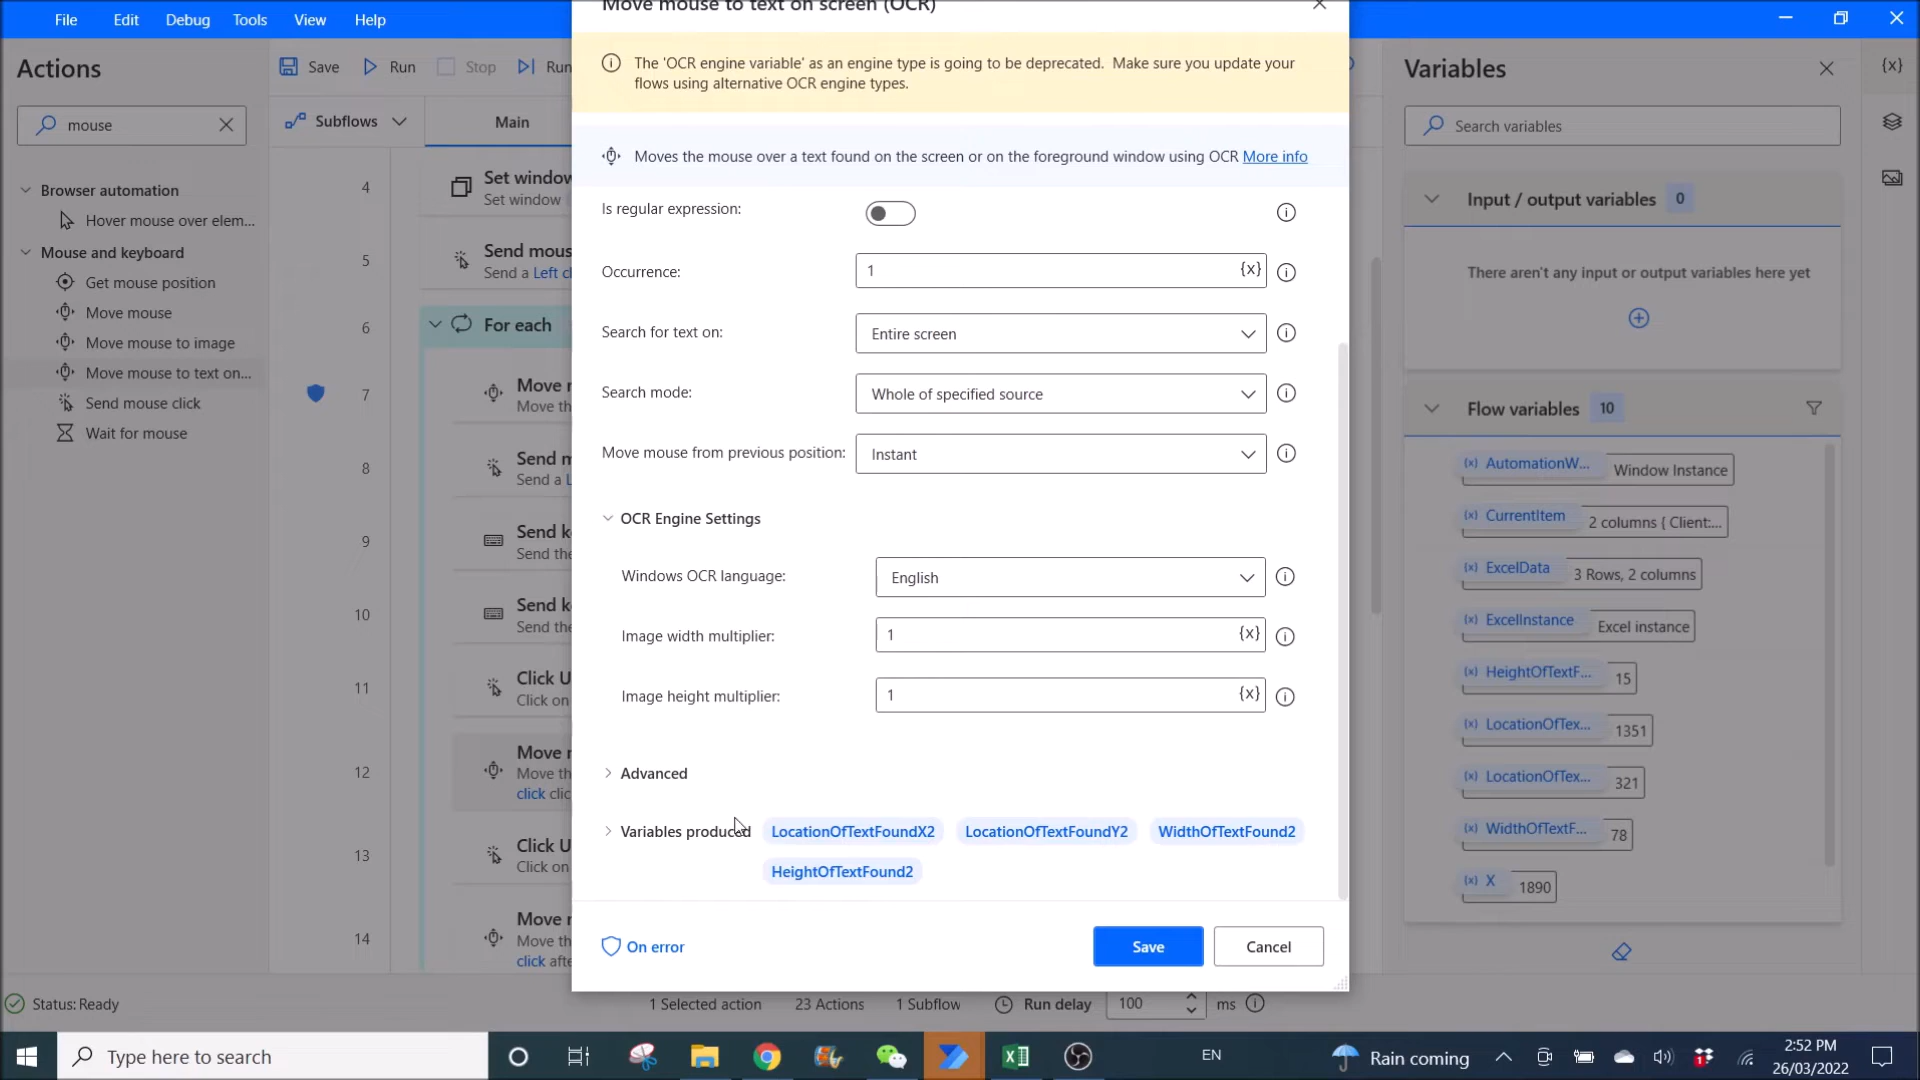 Move mouse to text on screen (OCR)
File
Edit
Debug
Tools
View
Help
Actions
mouse
Browser automation
Hover mouse over elem...
Mouse and keyboard
Get mouse position
Move mouse
Move mouse to image
Move mouse to text on...
Send mouse click
Wait for mouse
Save
Run
Stop
Run
Subflows
Main
4
Set window
Set window
5
Send mous
Send a Left cl
6
For each
7
Move
Move th
8
Send
Send a
9
Send k
Send the
10
Send k
Send the
11
Click U
Click on
12
Move
Move th
click clic
13
Click U
Click on
14
Move
Move th
click afte
The 'OCR engine variable' as an engine type is going to be deprecated. Make sure you update your
flows using alternative OCR engine types.
Moves the mouse over a text found on the screen or on the foreground window using OCR More info
Is regular expression:
Occurrence:
1
{x}
Search for text on:
Entire screen
Search mode:
Whole of specified source
Move mouse from previous position:
Instant
OCR Engine Settings
Windows OCR language:
English
Image width multiplier:
1
{x}
Image height multiplier:
1
{x}
Advanced
Variables produced
LocationOfTextFoundX2
LocationOfTextFoundY2
WidthOfTextFound2
HeightOfTextFound2
On error
Save
Cancel
Variables
{x}
Search variables
Input / output variables 0
There aren't any input or output variables here yet
Flow variables 10
(x) AutomationW... Window Instance
(x) CurrentItem 2 columns { Client:...
(x) ExcelData 3 Rows, 2 columns
(x) ExcelInstance Excel instance
(x) HeightOfTextF... 15
(x) LocationOfTex... 1351
(x) LocationOfTex... 321
(x) WidthOfTextF... 78
(x) X 1890
Status: Ready
1 Selected action
23 Actions
1 Subflow
Run delay
100
ms
Type here to search
EN
Rain coming
2:52 PM
26/03/2022